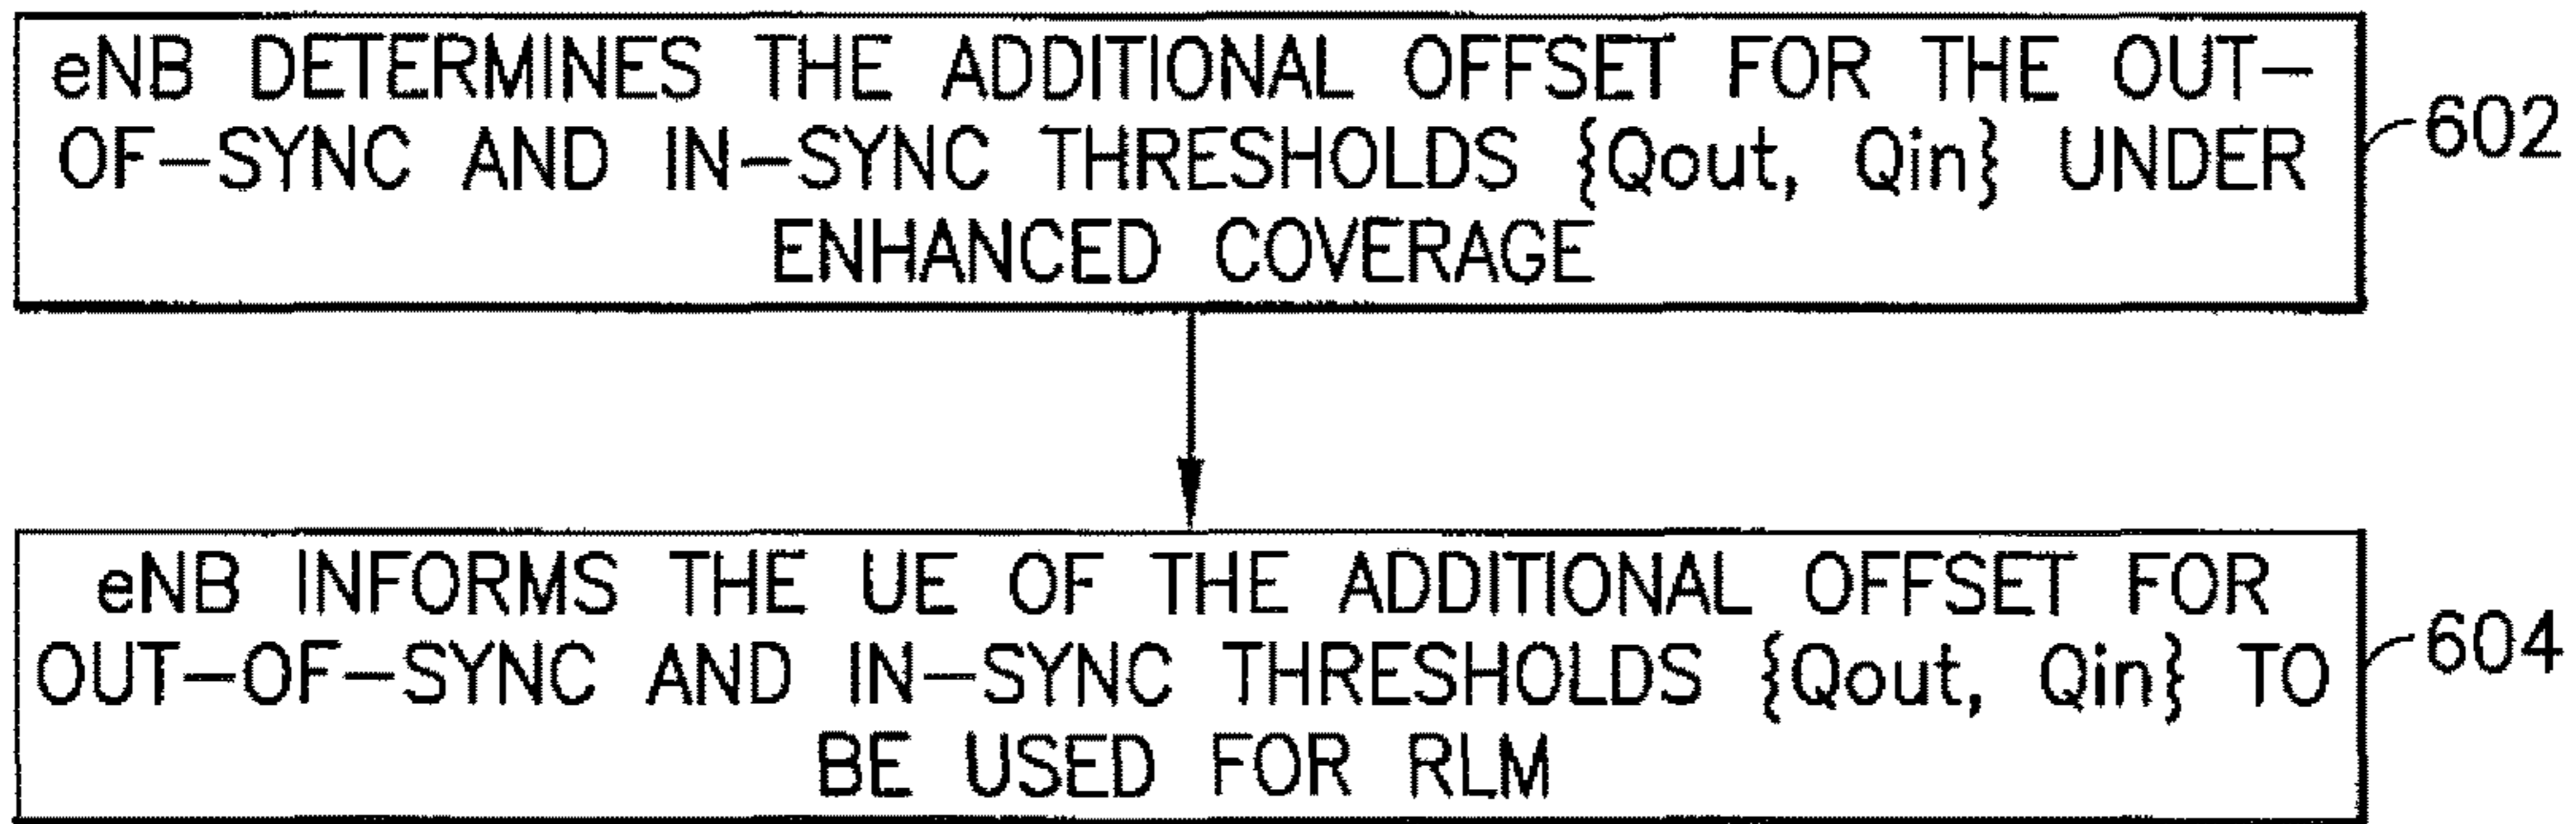 eNB DETERMINES THE ADDITIONAL OFFSET FOR THE OUT-
OF-SYNC AND IN-SYNC THRESHOLDS {Qout, Qin} UNDER
ENHANCED COVERAGE
602
eNB INFORMS THE UE OF THE ADDITIONAL OFFSET FOR
OUT-OF-SYNC AND IN-SYNC THRESHOLDS {Qout, Qin} TO
BE USED FOR RLM
604